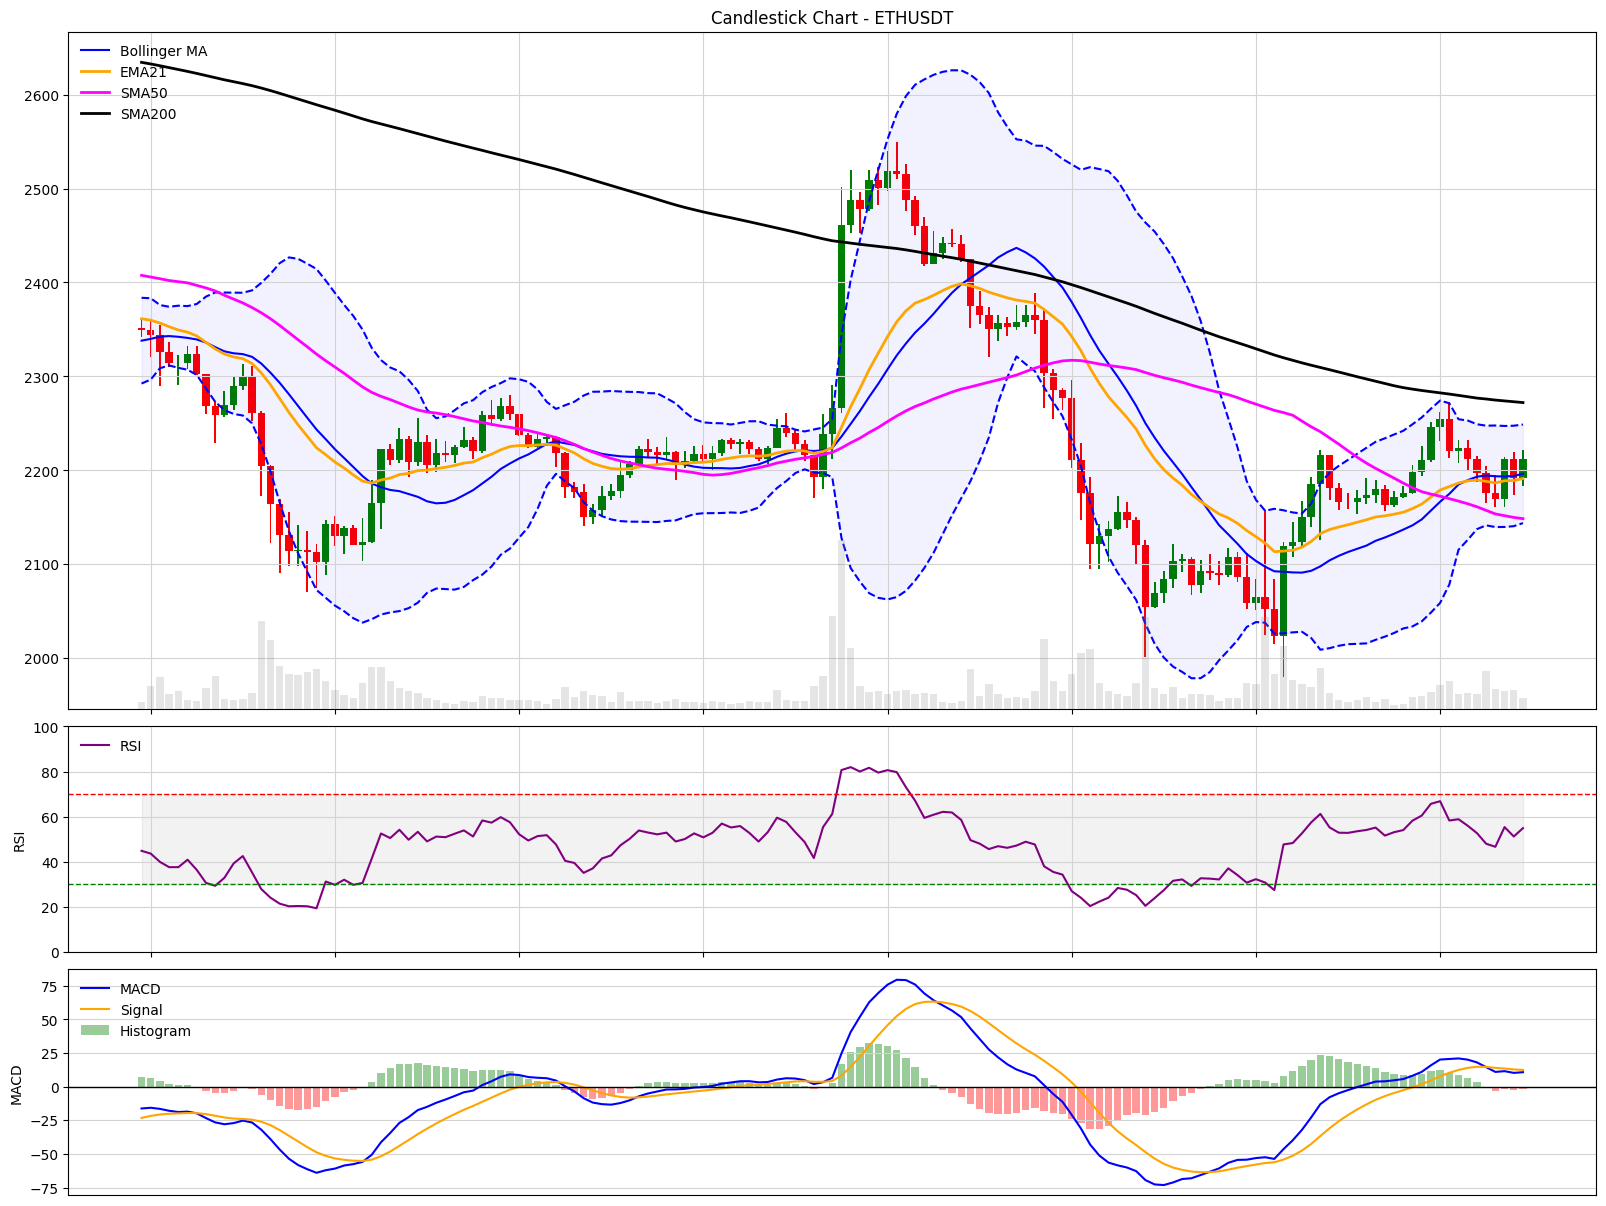 Candlestick Chart - ETHUSDT
Bollinger MA
EMA21
SMA50
SMA200
2600
2500
2400
2300
2200
2100
2000
RSI
100
80
60
40
20
0
RSI
MACD
Signal
Histogram
75
50
25
0
−25
−50
−75
MACD